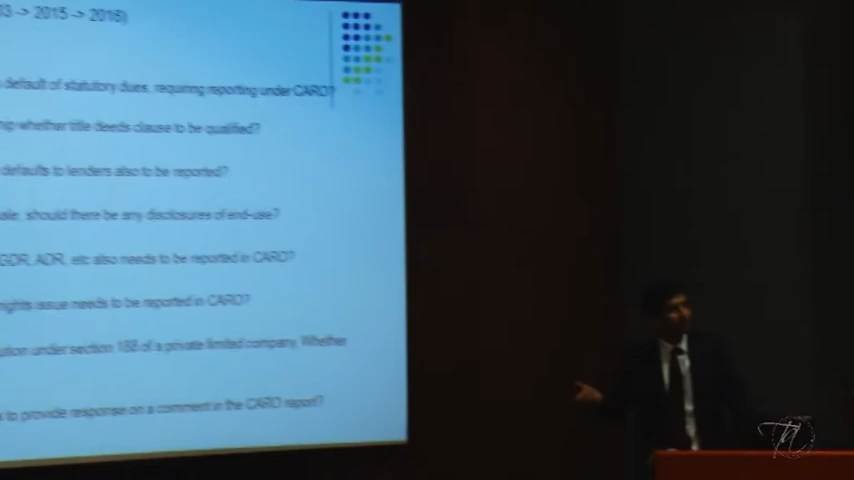 03 -> 2015 -> 2016)
default of statutory dues, requiring reporting under CARO?
whether title deeds clause to be qualified?
defaults to lenders also to be reported?
sale, should there be any disclosures of end-use?
GDR, ADR, etc also needs to be reported in CARO?
rights issue needs to be reported in CARO?
under section 188 of a private limited company. Whether
to provide response on a comment in the CARO report?